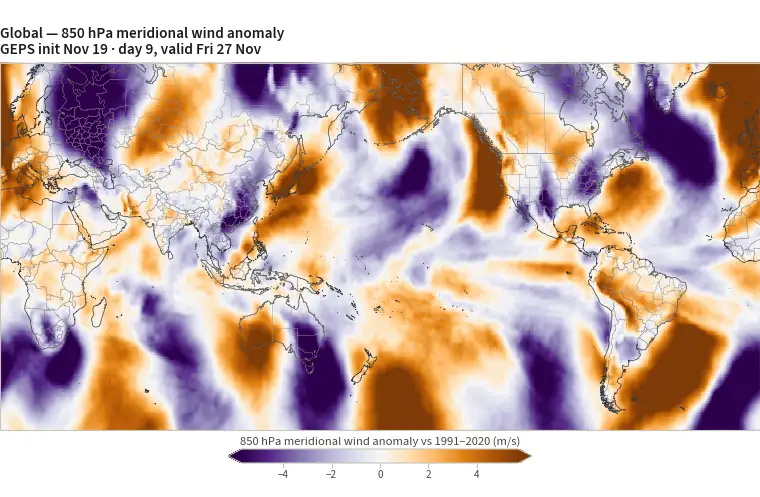 Global — 850 hPa meridional wind anomaly
GEPS init Nov 19 · day 9, valid Fri 27 Nov
850 hPa meridional wind anomaly vs 1991–2020 (m/s)
−4 −2 0 2 4